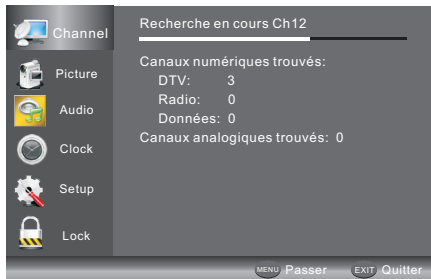 Channel
Picture
Audio
Clock
Setup
Lock
Recherche en cours Ch12
Canaux numériques trouvés:
DTV: 3
Radio: 0
Données: 0
Canaux analogiques trouvés: 0
MENU Passer EXIT Quitter